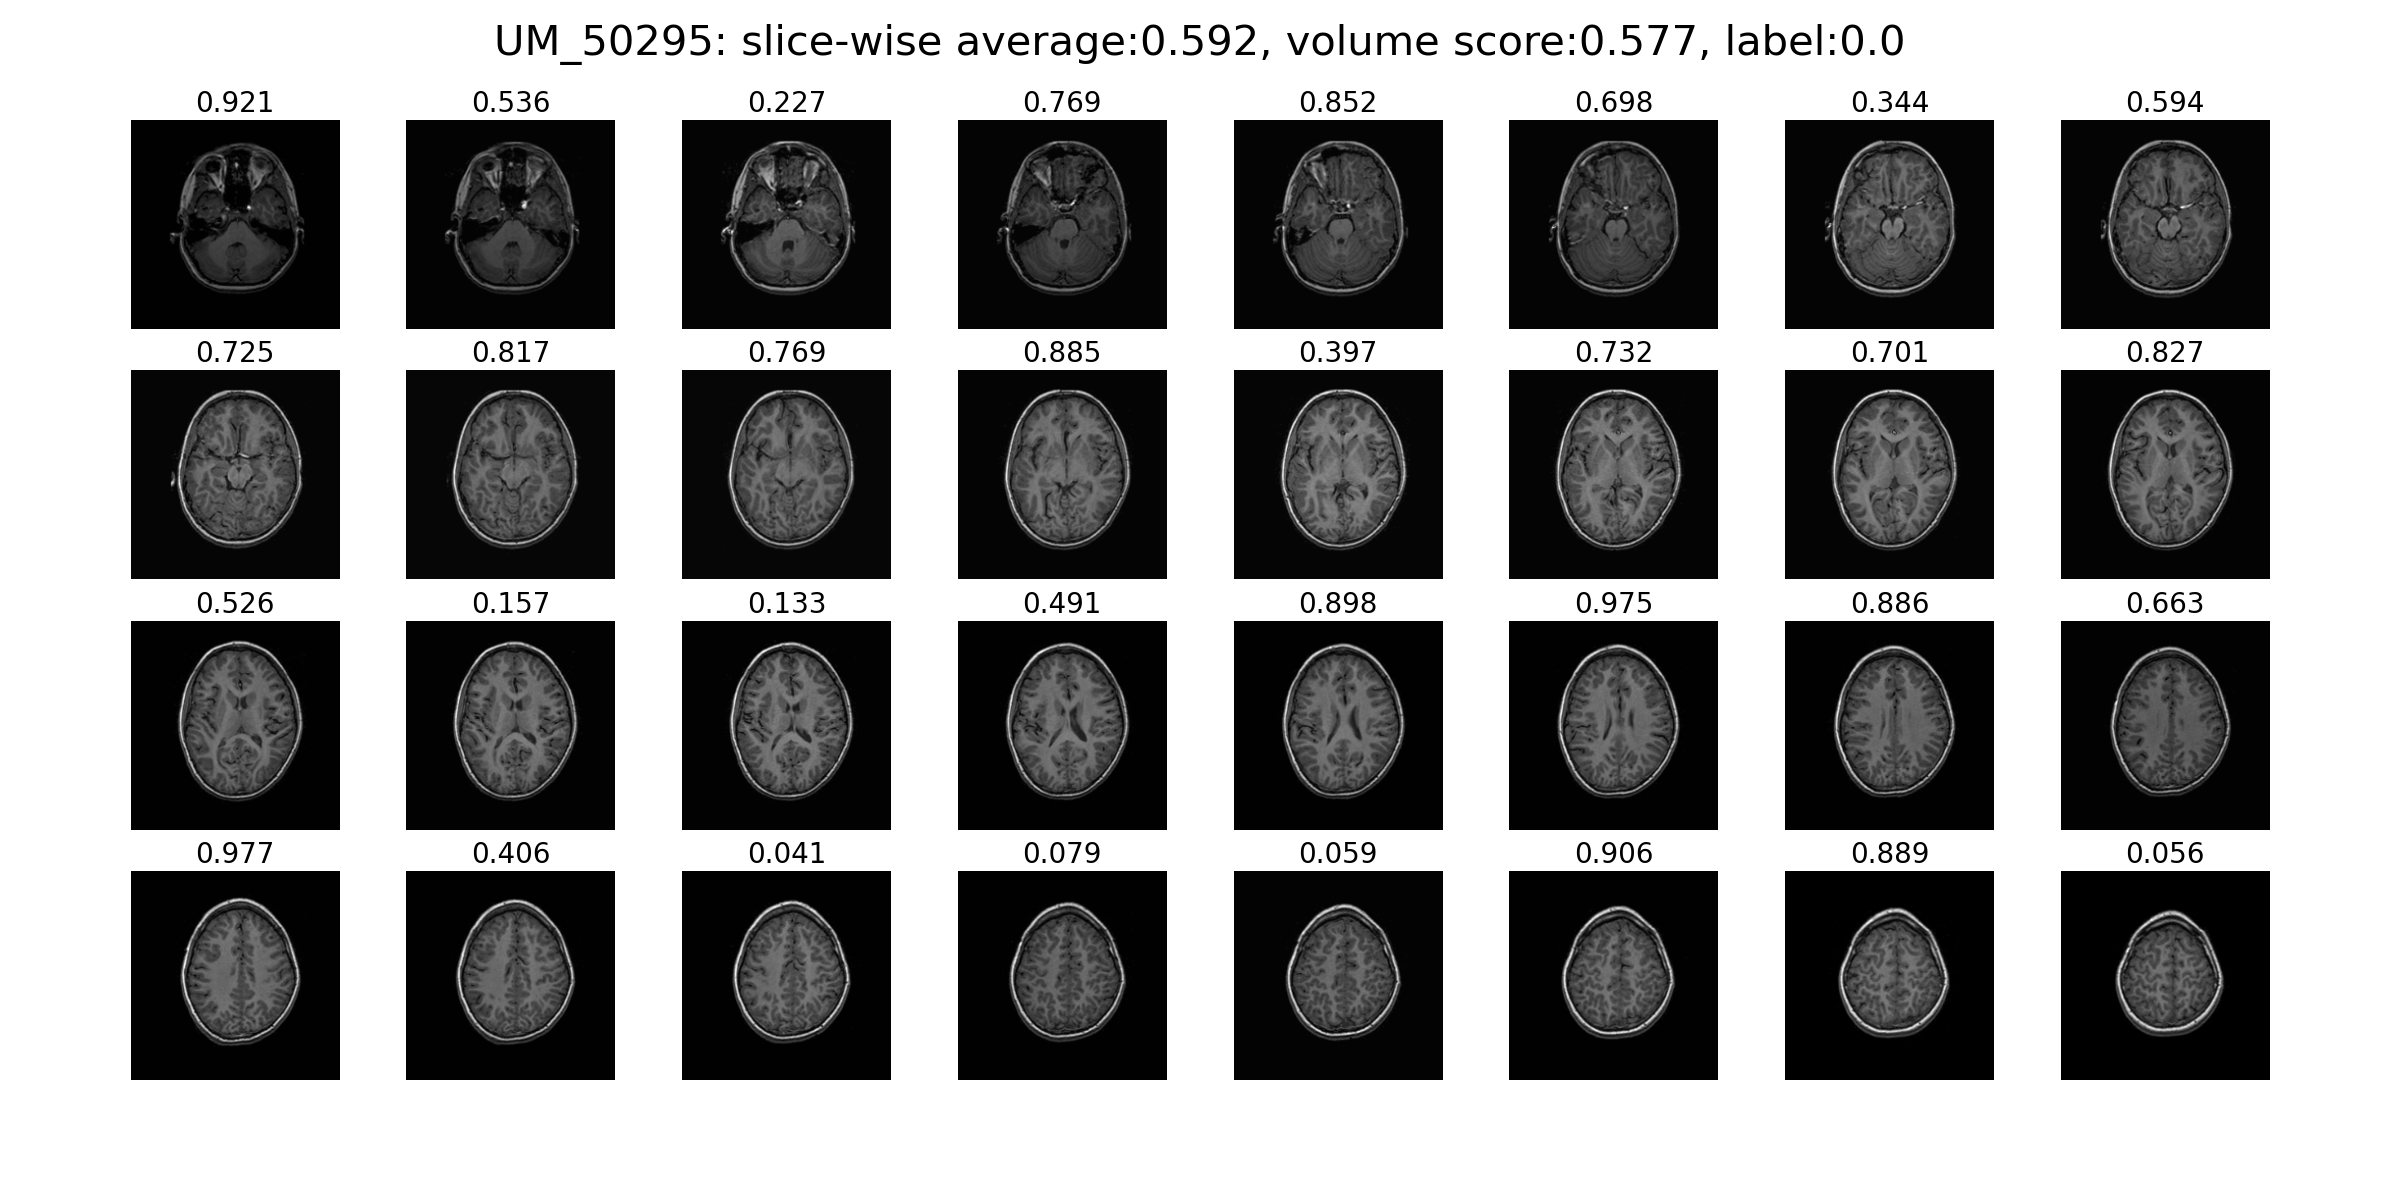 UM_50295: slice-wise average:0.592, volume score:0.577, label:0.0
0.921 0.536 0.227 0.769 0.852 0.698 0.344 0.594
0.725 0.817 0.769 0.885 0.397 0.732 0.701 0.827
0.526 0.157 0.133 0.491 0.898 0.975 0.886 0.663
0.977 0.406 0.041 0.079 0.059 0.906 0.889 0.056